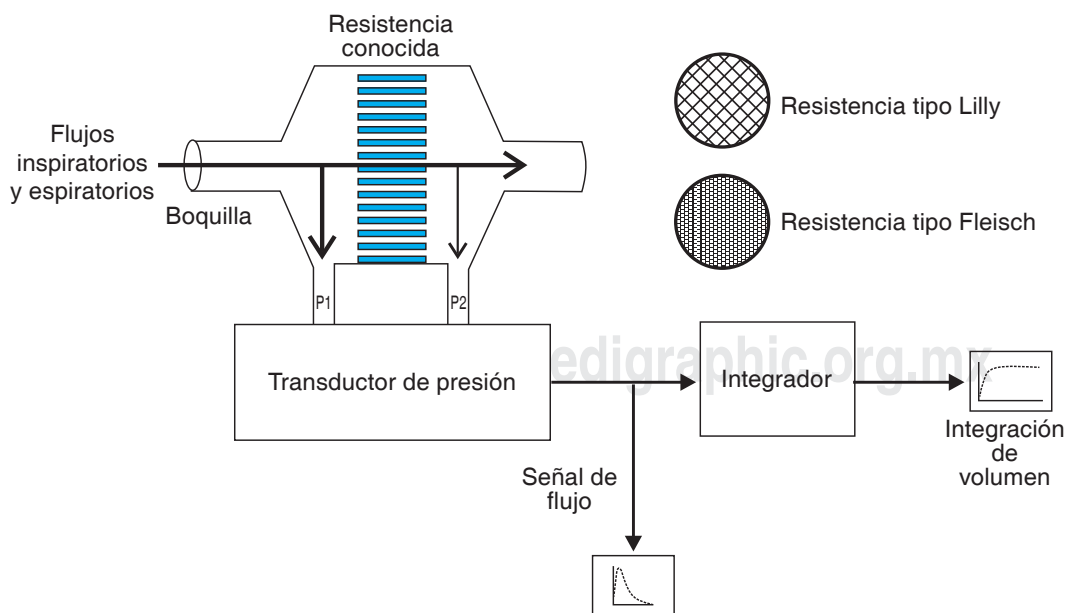 Resistencia
conocida
Flujos
inspiratorios
y espiratorios
Boquilla
Resistencia tipo Lilly
Resistencia tipo Fleisch
P1
P2
Transductor de presión
edigraphic.org.mx
Integrador
Integración
de
volumen
Señal de
flujo